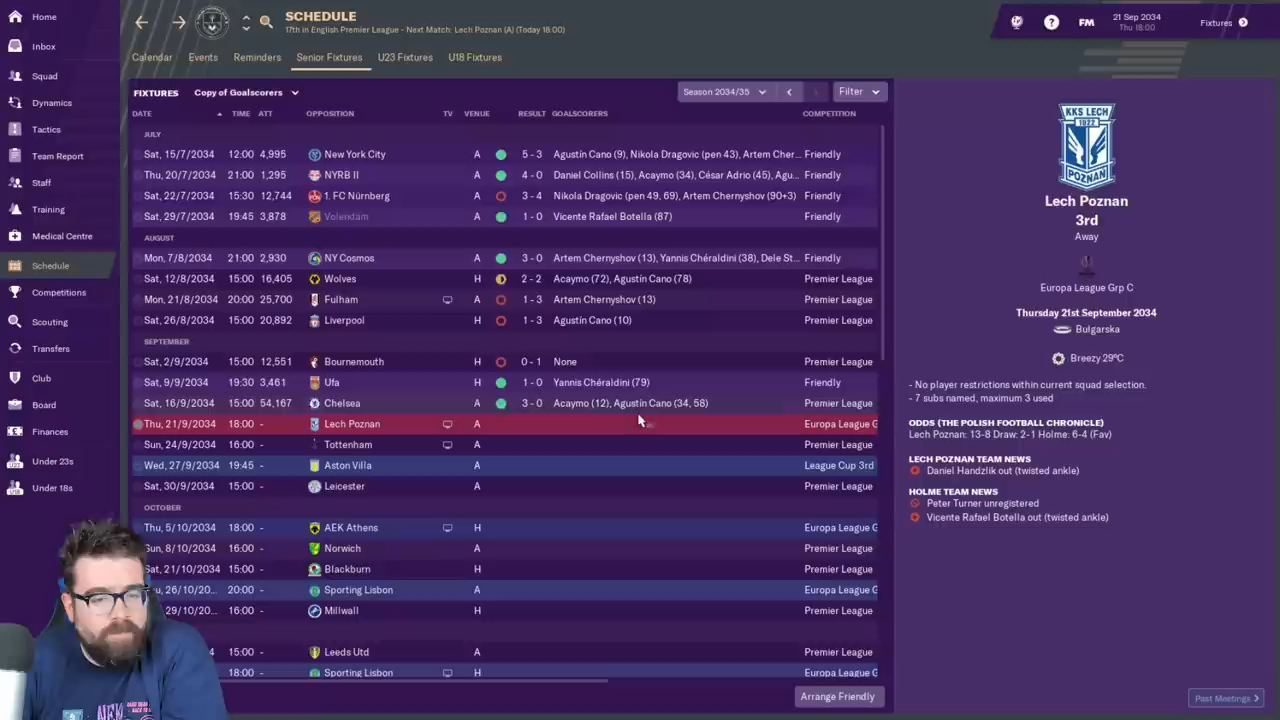 Home
Inbox
Squad
Dynamics
Tactics
Team Report
Staff
Training
Medical Centre
Schedule
Competitions
Scouting
Transfers
Club
Board
Finances
Under 23s
Under 18s
SCHEDULE
17th in English Premier League - Next Match: Lech Poznan (A) (Today 18:00)
FM
21 Sep 2034
Thu 18:00
Fixtures
Calendar Events Reminders Senior Fixtures U23 Fixtures U18 Fixtures
FIXTURES Copy of Goalscorers Season 2034/35 Filter
DATE TIME ATT OPPOSITION TV VENUE RESULT GOALSCORERS COMPETITION
JULY
Sat, 15/7/2034 12:00 4,995 New York City A 5 - 3 Agustín Cano (9), Nikola Dragovic (pen 43), Artem Cher... Friendly
Thu, 20/7/2034 21:00 1,295 NYRB II A 4 - 0 Daniel Collins (15), Acaymo (34), César Adrio (45), Agu... Friendly
Sat, 22/7/2034 15:30 12,744 1. FC Nürnberg A 3 - 4 Nikola Dragovic (pen 49, 69), Artem Chernyshov (90+3) Friendly
Sat, 29/7/2034 19:45 3,878 Volendam A 1 - 0 Vicente Rafael Botella (87) Friendly
AUGUST
Mon, 7/8/2034 21:00 2,930 NY Cosmos A 3 - 0 Artem Chernyshov (13), Yannis Chéraldini (38), Dele St... Friendly
Sat, 12/8/2034 15:00 16,405 Wolves H 2 - 2 Acaymo (72), Agustín Cano (78) Premier League
Mon, 21/8/2034 20:00 25,700 Fulham A 1 - 3 Artem Chernyshov (13) Premier League
Sat, 26/8/2034 15:00 20,892 Liverpool H 1 - 3 Agustín Cano (10) Premier League
SEPTEMBER
Sat, 2/9/2034 15:00 12,551 Bournemouth H 0 - 1 None Premier League
Sat, 9/9/2034 19:30 3,461 Ufa H 1 - 0 Yannis Chéraldini (79) Friendly
Sat, 16/9/2034 15:00 54,167 Chelsea A 3 - 0 Acaymo (12), Agustín Cano (34, 58) Premier League
Thu, 21/9/2034 18:00 - Lech Poznan A Europa League G
Sun, 24/9/2034 16:00 - Tottenham A Premier League
Wed, 27/9/2034 19:45 - Aston Villa A League Cup 3rd
Sat, 30/9/2034 15:00 - Leicester A Premier League
OCTOBER
Thu, 5/10/2034 18:00 - AEK Athens H Europa League G
Sun, 8/10/2034 16:00 - Norwich A Premier League
Sat, 21/10/2034 15:00 - Blackburn H Premier League
26/10/20... 20:00 - Sporting Lisbon A Europa League G
29/10/20... 16:00 - Millwall H Premier League
15:00 - Leeds Utd A Premier League
18:00 - Sporting Lisbon H Europa League G
Arrange Friendly
KKS LECH
1922
POZNAŃ
Lech Poznan
3rd
Away
Europa League Grp C
Thursday 21st September 2034
Bułgarska
Breezy 29ºC
- No player restrictions within current squad selection.
- 7 subs named, maximum 3 used
ODDS (THE POLISH FOOTBALL CHRONICLE)
Lech Poznan: 13-8 Draw: 2-1 Holme: 6-4 (Fav)
LECH POZNAN TEAM NEWS
Daniel Handzlik out (twisted ankle)
HOLME TEAM NEWS
Peter Turner unregistered
Vicente Rafael Botella out (twisted ankle)
Past Meetings